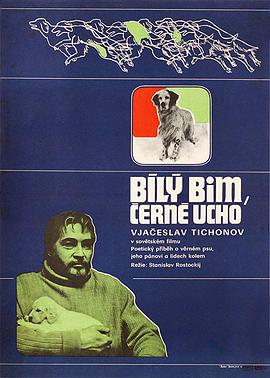 BÍLÝ BIM,
ČERNÉ UCHO
VJAČESLAV TICHONOV
v sovětském filmu
Poetický příběh o věrném psu,
jeho pánovi a lidech kolem
Režie: Stanislav Rostockij